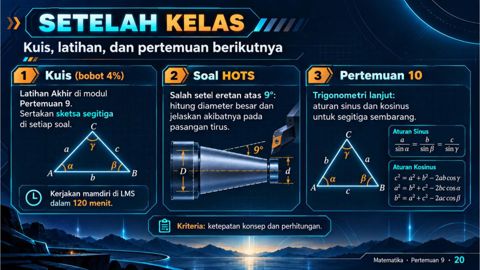 SETELAH KELAS
Kuis, latihan, dan pertemuan berikutnya
1 Kuis (bobot 4%)
Latihan Akhir di modul
Pertemuan 9.
Sertakan sketsa segitiga
di setiap soal.
C
γ
a
a
α
β
A
b
B
Kerjakan mamdiri di LMS
dalam 120 menit.
2 Soal HOTS
Salah setel eretan atas 9°:
hitung diameter besar dan
jelaskan akibatnya pada
pasangan tirus.
9°
D
d
3 Pertemuan 10
Trigonometri lanjut:
aturan sinus dan kosinus
untuk segitiga sembarang.
C
γ
b
a
α
β
A
c
B
Aturan Sinus
a / sin α = b / sin β = c / sin γ
Aturan Kosinus
c² = a² + b² − 2ab cos γ
a² = b² + c² − 2bc cos α
b² = a² + c² − 2ac cos β
Kriteria: ketepatan konsep dan perhitungan.
Matematika • Pertemuan 9 • 20